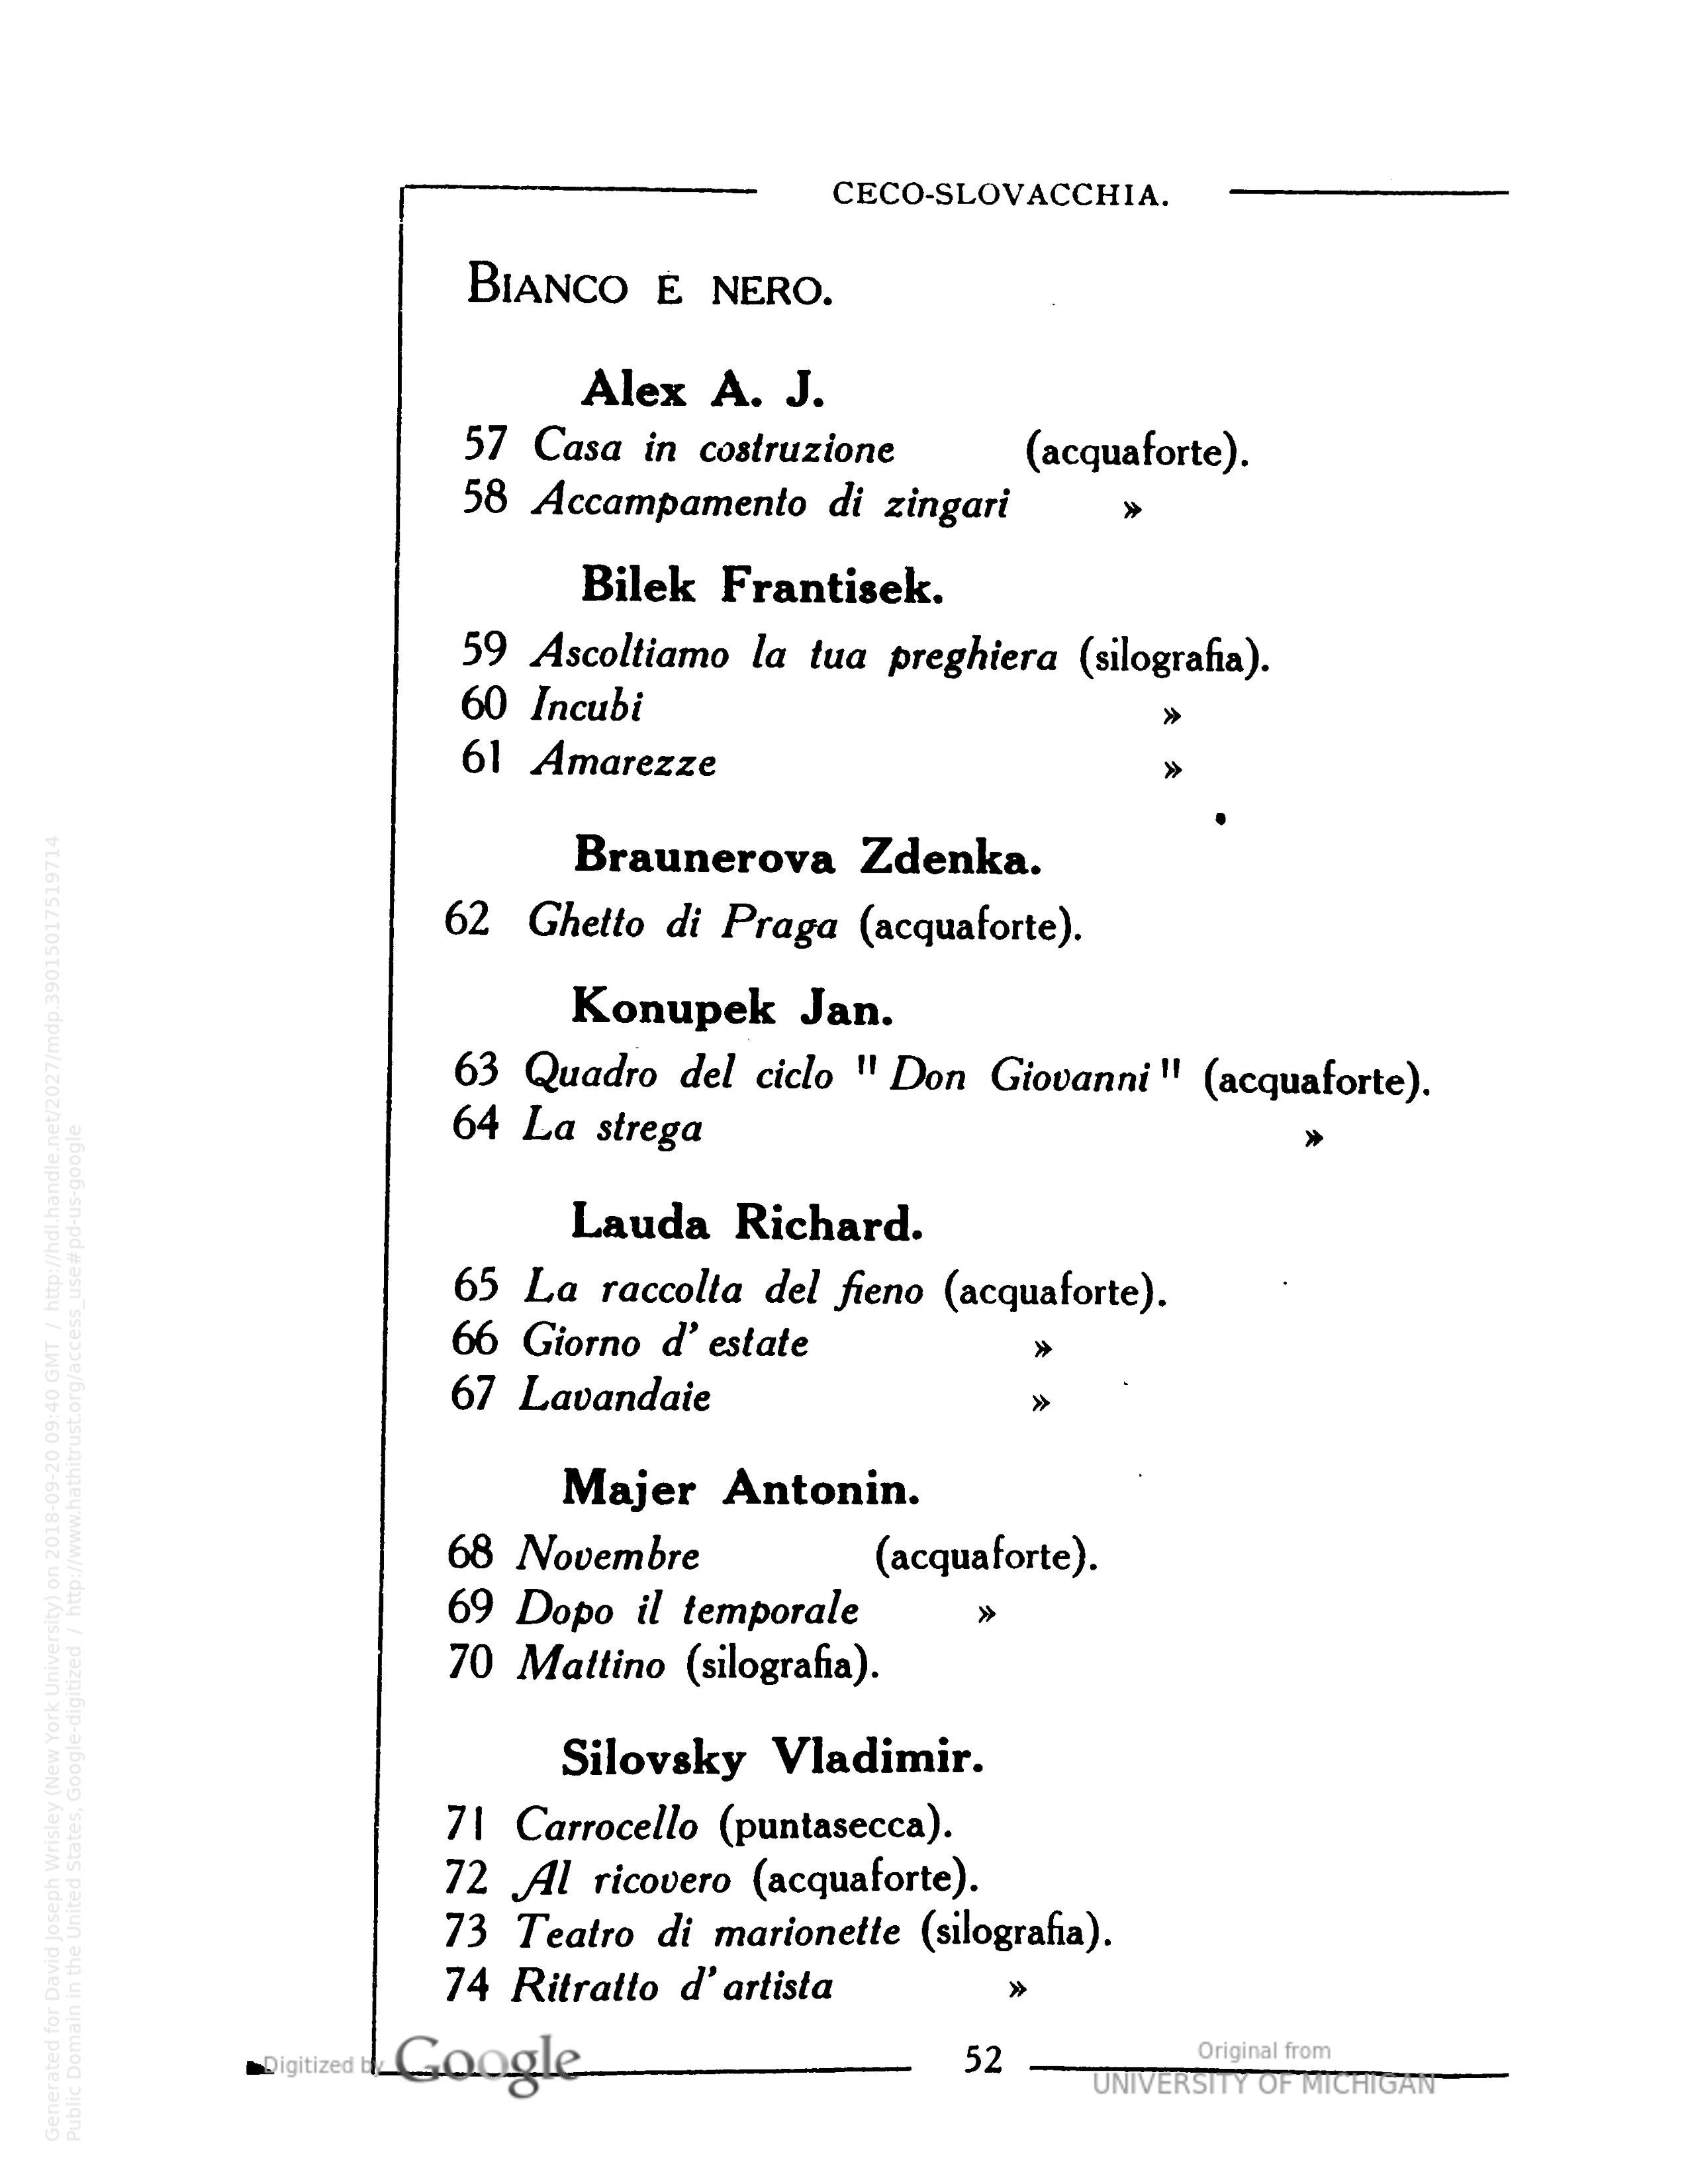 CECO-SLOVACCHIA.
BIANCO E NERO.
Alex A. J.
57 Casa in costruzione (acquaforte).
58 Accampamento di zingari »
Bilek Frantisek.
59 Ascoltiamo la tua preghiera (silografia).
60 Incubi »
61 Amarezze »
Braunerova Zdenka.
62 Ghetto di Praga (acquaforte).
Konupek Jan.
63 Quadro del ciclo "Don Giovanni" (acquaforte).
64 La strega »
Lauda Richard.
65 La raccolta del fieno (acquaforte).
66 Giorno d'estate »
67 Lavandaie »
Majer Antonin.
68 Novembre (acquaforte).
69 Dopo il temporale »
70 Mattino (silografia).
Silovsky Vladimir.
71 Carrocello (puntasecca).
72 Al ricovero (acquaforte).
73 Teatro di marionette (silografia).
74 Ritratto d'artista »
52
Digitized by Google
Original from
UNIVERSITY OF MICHIGAN
Generated for David Joseph Wrisley (New York University) on 2018-09-20 09:40 GMT / http://hdl.handle.net/2027/mdp.39015017519714
Public Domain in the United States, Google-digitized / http://www.hathitrust.org/access_use#pd-us-google